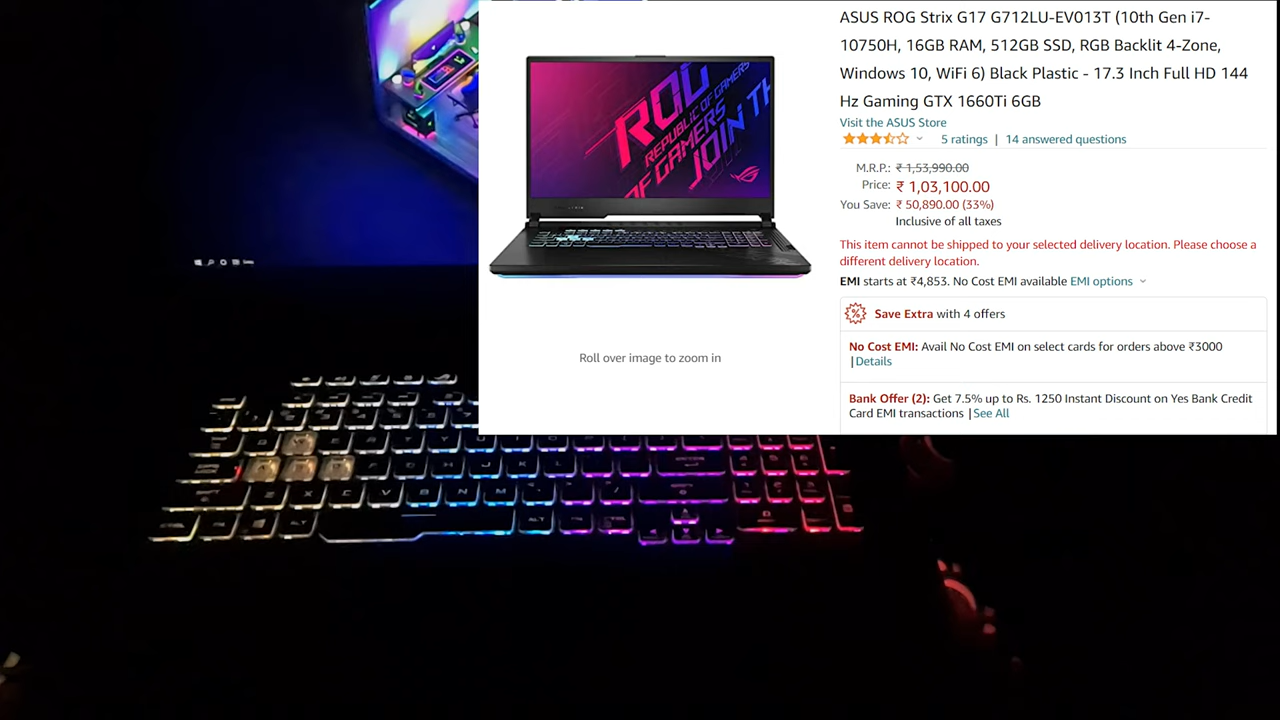 ASUS ROG Strix G17 G712LU-EV013T (10th Gen i7-
10750H, 16GB RAM, 512GB SSD, RGB Backlit 4-Zone,
Windows 10, WiFi 6) Black Plastic - 17.3 Inch Full HD 144
Hz Gaming GTX 1660Ti 6GB
Visit the ASUS Store
5 ratings | 14 answered questions
M.R.P.: ₹ 1,53,990.00
Price: ₹ 1,03,100.00
You Save: ₹ 50,890.00 (33%)
Inclusive of all taxes
This item cannot be shipped to your selected delivery location. Please choose a
different delivery location.
EMI starts at ₹4,853. No Cost EMI available EMI options
Save Extra with 4 offers
No Cost EMI: Avail No Cost EMI on select cards for orders above ₹3000
|Details
Bank Offer (2): Get 7.5% up to Rs. 1250 Instant Discount on Yes Bank Credit
Card EMI transactions |See All
ROG
REPUBLIC OF GAMERS
JOIN TH
OF GAMERS
Roll over image to zoom in
J K L
Z X C V B N M
ALT
ALT